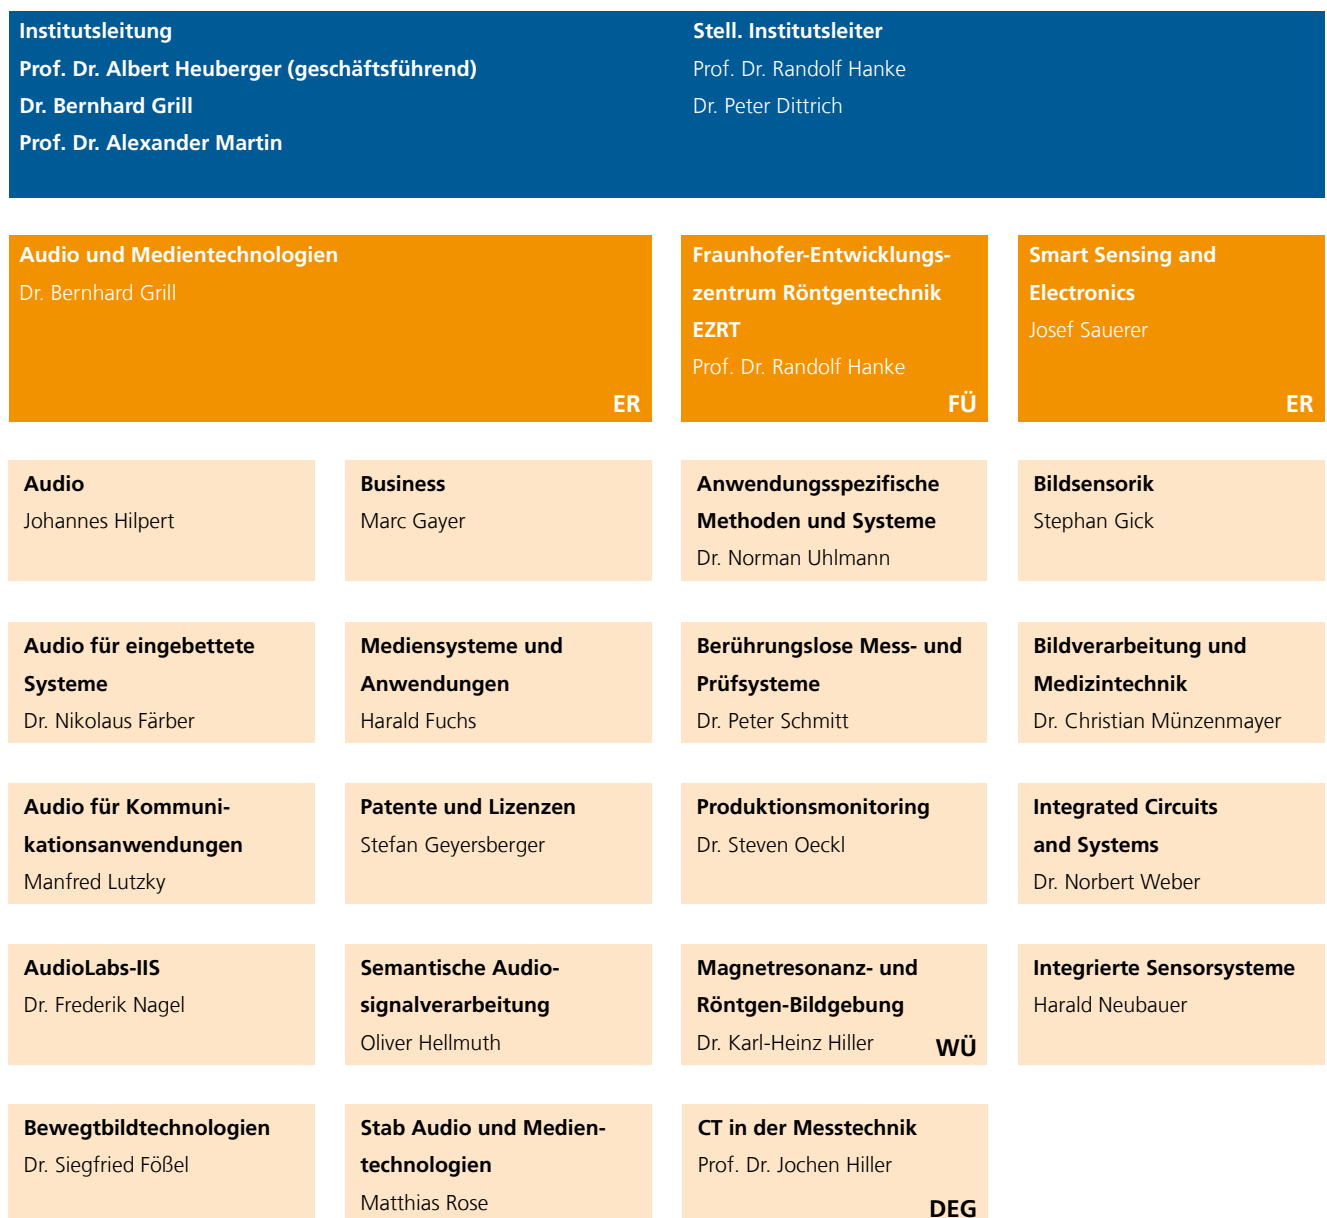 Institutsleitung
Prof. Dr. Albert Heuberger (geschäftsführend)
Dr. Bernhard Grill
Prof. Dr. Alexander Martin
Stell. Institutsleiter
Prof. Dr. Randolf Hanke
Dr. Peter Dittrich
Audio und Medientechnologien
Dr. Bernhard Grill
ER
Fraunhofer-Entwicklungs-
zentrum Röntgentechnik
EZRT
Prof. Dr. Randolf Hanke
FÜ
Smart Sensing and
Electronics
Josef Sauerer
ER
Audio
Johannes Hilpert
Business
Marc Gayer
Anwendungsspezifische
Methoden und Systeme
Dr. Norman Uhlmann
Bildsensorik
Stephan Gick
Audio für eingebettete
Systeme
Dr. Nikolaus Färber
Mediensysteme und
Anwendungen
Harald Fuchs
Berührungslose Mess- und
Prüfsysteme
Dr. Peter Schmitt
Bildverarbeitung und
Medizintechnik
Dr. Christian Münzenmayer
Audio für Kommuni-
kationsanwendungen
Manfred Lutzky
Patente und Lizenzen
Stefan Geyersberger
Produktionsmonitoring
Dr. Steven Oeckl
Integrated Circuits
and Systems
Dr. Norbert Weber
AudioLabs-IIS
Dr. Frederik Nagel
Semantische Audio-
signalverarbeitung
Oliver Hellmuth
Magnetresonanz- und
Röntgen-Bildgebung
Dr. Karl-Heinz Hiller
WÜ
Integrierte Sensorsysteme
Harald Neubauer
Bewegtbildtechnologien
Dr. Siegfried Fößel
Stab Audio und Medien-
technologien
Matthias Rose
CT in der Messtechnik
Prof. Dr. Jochen Hiller
DEG